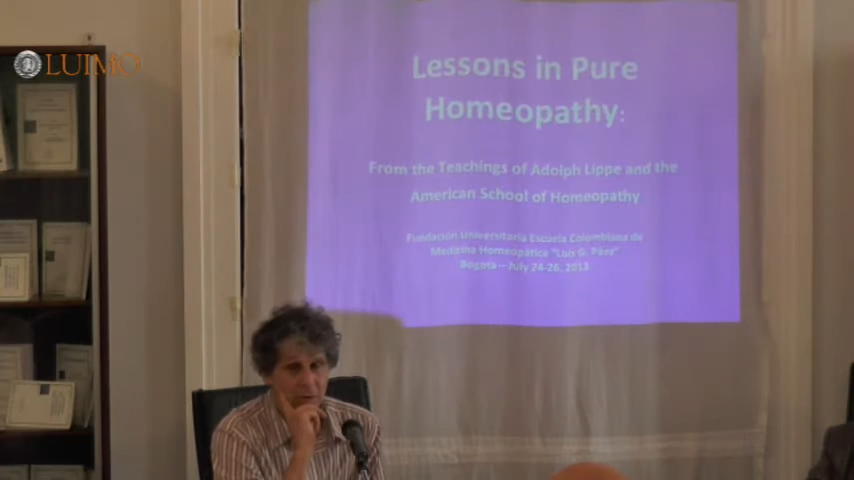 LUIMO
Lessons in Pure
Homeopathy:
From the Teachings of Adolph Lippe and the
American School of Homeopathy
Fundación Universitaria Escuela Colombiana de
Medicina Homeopática "Luis G. Páez"
Bogota – July 24-26, 2013